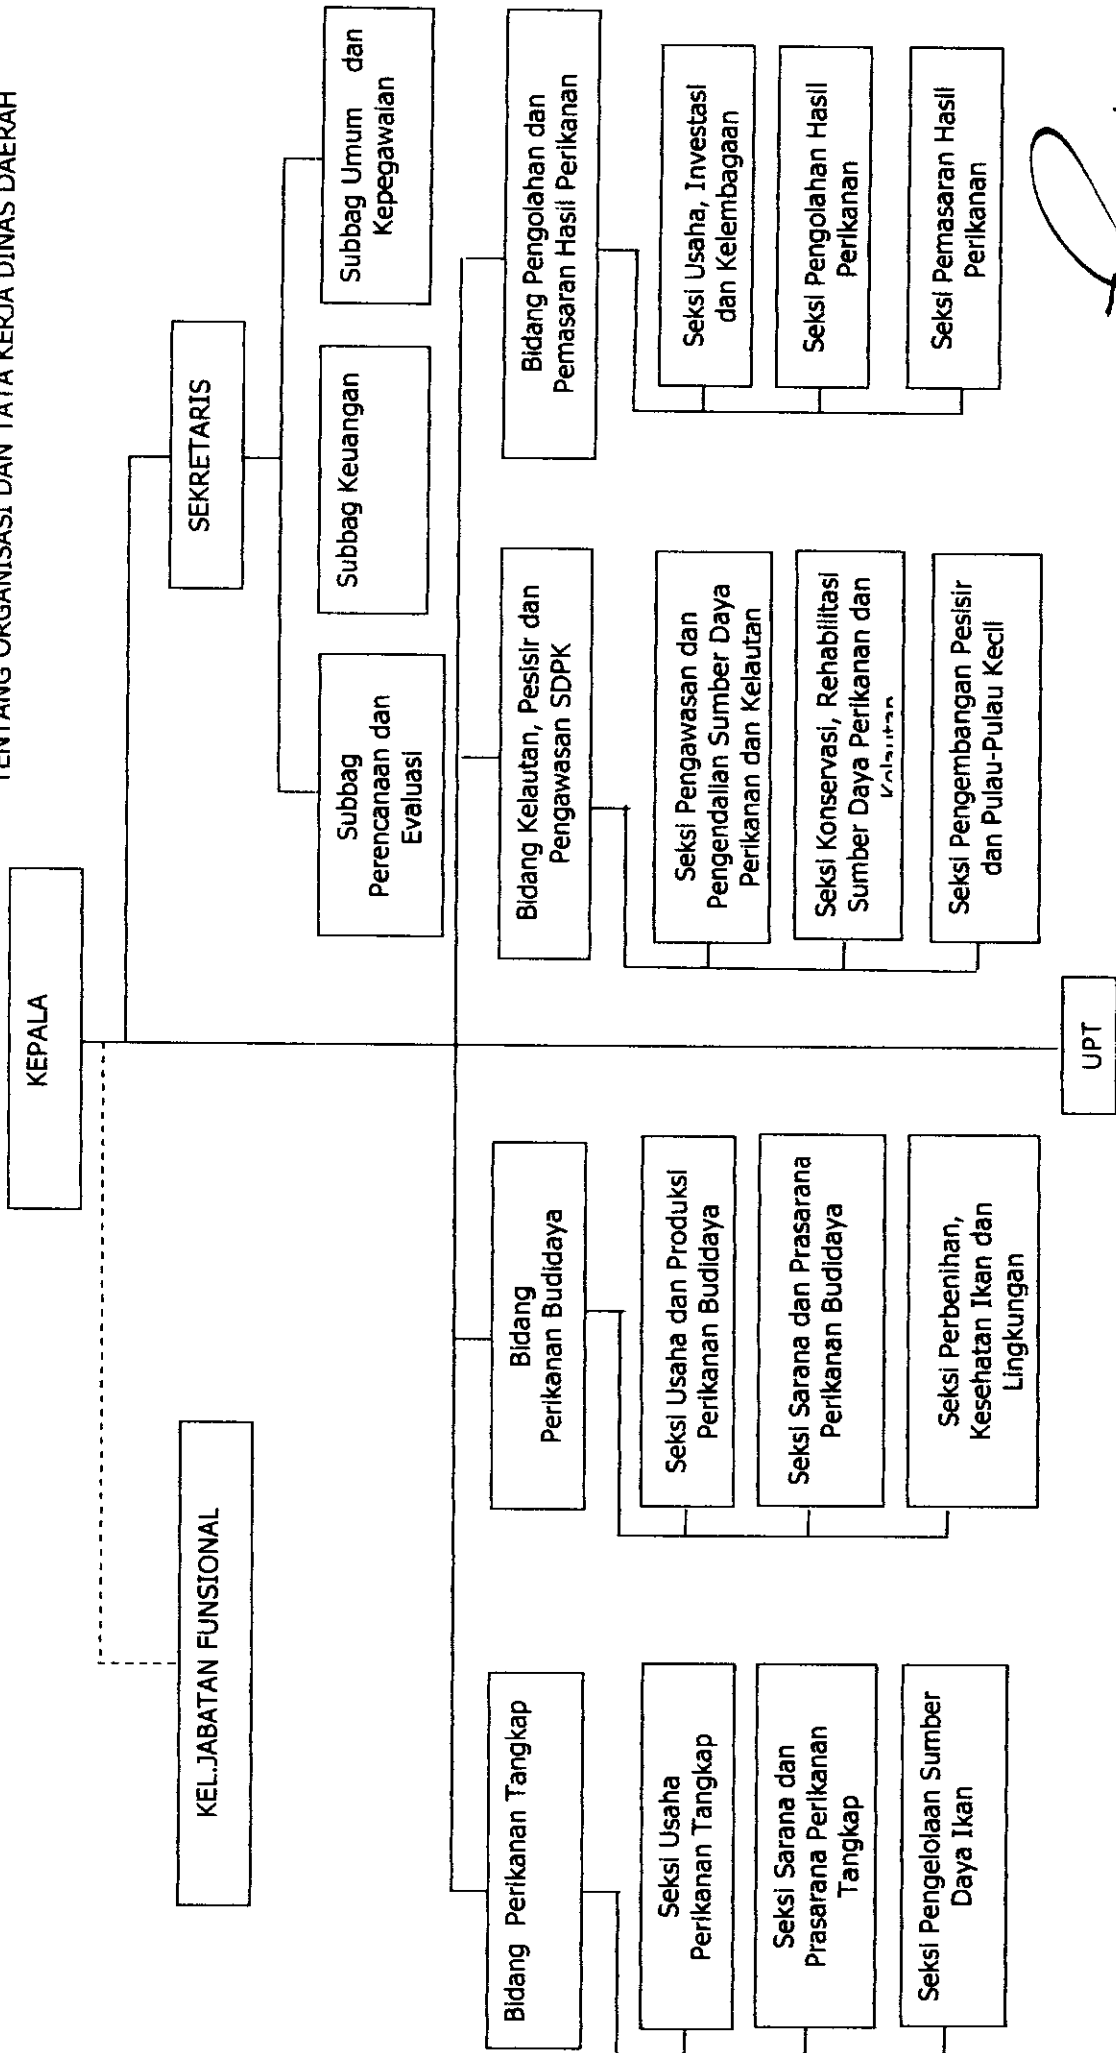 TENTANG ORGANISASI DAN TATA KERJA DINAS DAERAH
KEPALA
KEL.JABATAN FUNSIONAL
SEKRETARIS
Subbag
Perencanaan dan
Evaluasi
Subbag Keuangan
Subbag Umum dan
Kepegawaian
Bidang Perikanan Tangkap
Seksi Usaha
Perikanan Tangkap
Seksi Sarana dan
Prasarana Perikanan
Tangkap
Seksi Pengelolaan Sumber
Daya Ikan
Bidang
Perikanan Budidaya
Seksi Usaha dan Produksi
Perikanan Budidaya
Seksi Sarana dan Prasarana
Perikanan Budidaya
Seksi Perbenihan,
Kesehatan Ikan dan
Lingkungan
Bidang Kelautan, Pesisir dan
Pengawasan SDPK
Seksi Pengawasan dan
Pengendalian Sumber Daya
Perikanan dan Kelautan
Seksi Konservasi, Rehabilitasi
Sumber Daya Perikanan dan
Kelautan
Seksi Pengembangan Pesisir
dan Pulau-Pulau Kecil
Bidang Pengolahan dan
Pemasaran Hasil Perikanan
Seksi Usaha, Investasi
dan Kelembagaan
Seksi Pengolahan Hasil
Perikanan
Seksi Pemasaran Hasil
Perikanan
UPT